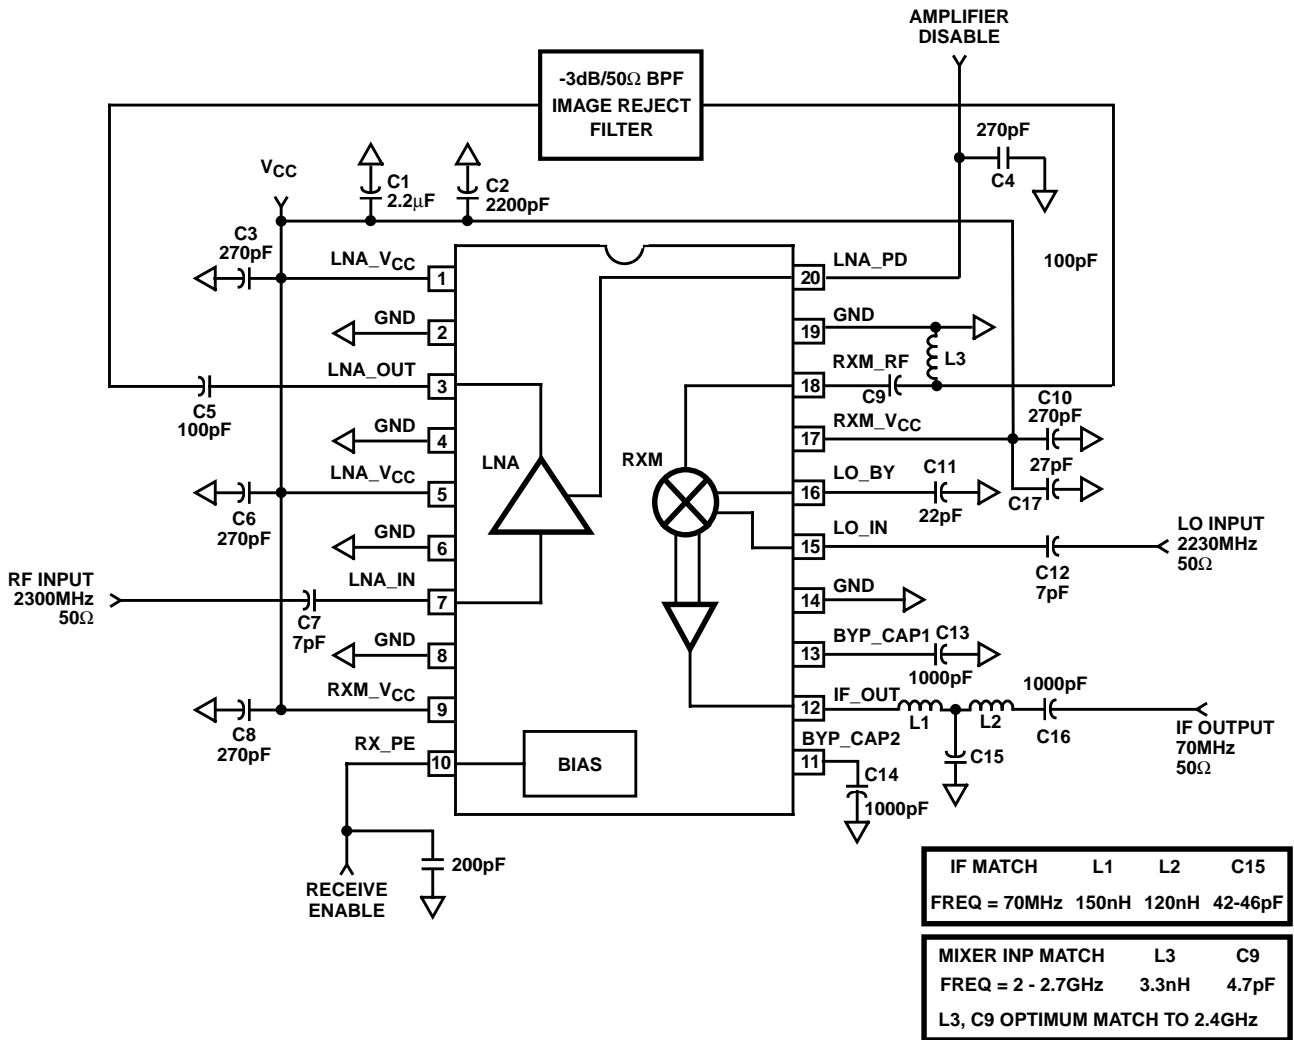 AMPLIFIER
DISABLE
-3dB/50Ω BPF
IMAGE REJECT
FILTER
270pF
C4
VCC
C1
2.2μF
C2
2200pF
C3
270pF
LNA_VCC
1
20
LNA_PD
100pF
GND
2
19
GND
L3
LNA_OUT
3
18
RXM_RF
C9
C5
100pF
GND
4
17
RXM_VCC
C10
270pF
27pF
C17
LNA
RXM
LNA_VCC
5
16
LO_BY
C11
22pF
C6
270pF
GND
6
15
LO_IN
C12
7pF
LO INPUT
2230MHz
50Ω
RF INPUT
2300MHz
50Ω
C7
7pF
LNA_IN
7
14
GND
GND
8
13
BYP_CAP1
C13
1000pF
RXM_VCC
9
12
IF_OUT
L1
L2
1000pF
C16
C15
IF OUTPUT
70MHz
50Ω
C8
270pF
RX_PE
10
BIAS
11
BYP_CAP2
C14
1000pF
200pF
RECEIVE
ENABLE
IF MATCH L1 L2 C15
FREQ = 70MHz 150nH 120nH 42-46pF
MIXER INP MATCH L3 C9
FREQ = 2 - 2.7GHz 3.3nH 4.7pF
L3, C9 OPTIMUM MATCH TO 2.4GHz